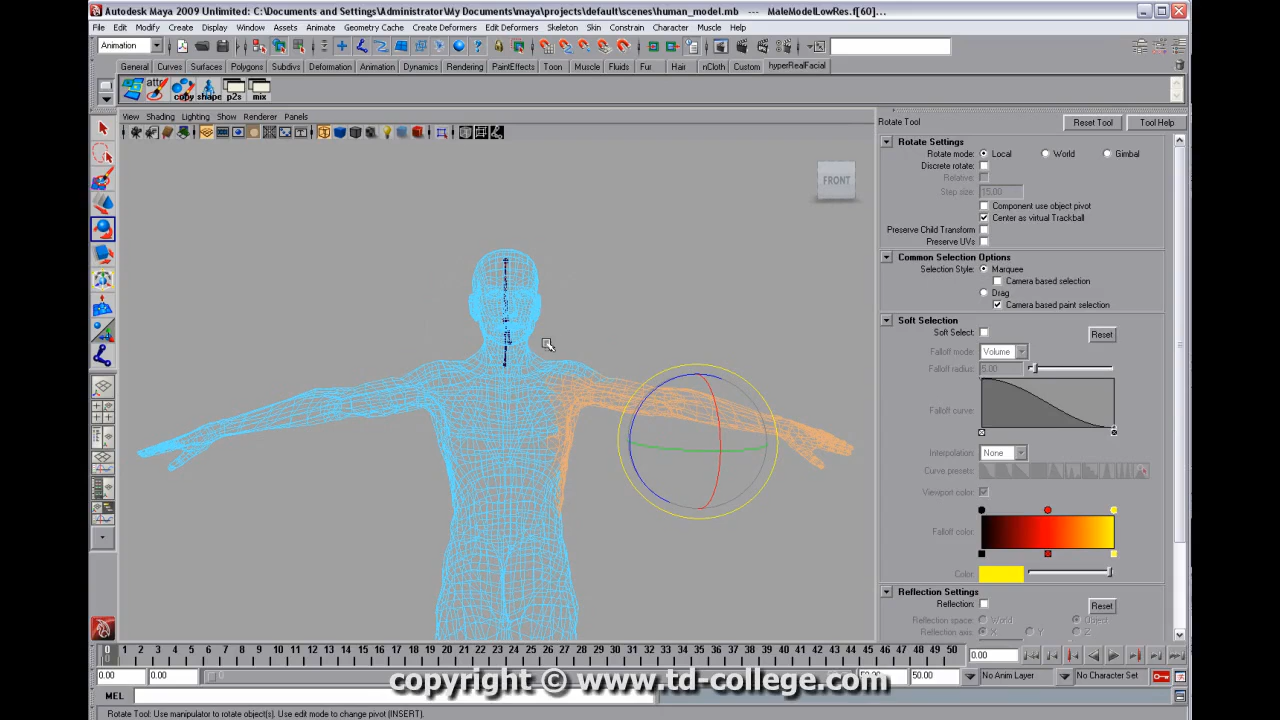 Autodesk Maya 2009 Unlimited: C:\Documents and Settings\Administrator\My Documents\maya\projects\default\scenes\human_model.mb --- MaleModelLowRes.f[60]...
File Edit Modify Create Display Window Assets Animate Geometry Cache Create Deformers Edit Deformers Skeleton Skin Constrain Character Muscle Help
Animation
General Curves Surfaces Polygons Subdivs Deformation Animation Dynamics Rendering PaintEffects Toon Muscle Fluids Fur Hair nCloth Custom hyperRealFacial
attr copy shape p2s mix
View Shading Lighting Show Renderer Panels
FRONT
Rotate Tool Reset Tool Tool Help
Rotate Settings
Rotate mode: Local World Gimbal
Discrete rotate:
Relative:
Step size: 15.00
Component use object pivot
Center as virtual Trackball
Preserve Child Transform
Preserve UVs
Common Selection Options
Selection Style: Marquee
Camera based selection
Drag
Camera based paint selection
Soft Selection
Soft Select: Reset
Falloff mode: Volume
Falloff radius: 5.00
Falloff curve:
Interpolation: None
Curve presets:
Viewport color:
Falloff color:
Color:
Reflection Settings
Reflection: Reset
Reflection space: World Object
Reflection axis: X Y Z
0 1 2 3 4 5 6 7 8 9 10 11 12 13 14 15 16 17 18 19 20 21 22 23 24 25 26 27 28 29 30 31 32 33 34 35 36 37 38 39 40 41 42 43 44 45 46 47 48 49 50 0.00
0.00 0.00 50.00 No Anim Layer No Character Set
copyright © www.td-college.com
MEL
Rotate Tool: Use manipulator to rotate object(s). Use edit mode to change pivot (INSERT).